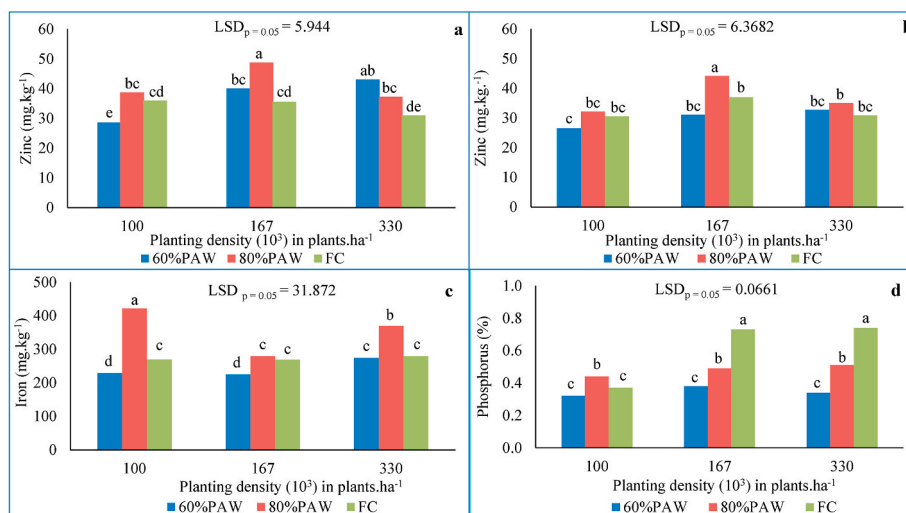 LSDp = 0.05 = 5.944
a
Zinc (mg.kg-1)
60
50
40
30
20
10
0
e bc cd
bc a cd
ab bc de
100 167 330
Planting density (10³) in plants.ha-1
60%PAW 80%PAW FC
LSDp = 0.05 = 6.3682
Zinc (mg.kg.-1)
60
50
40
30
20
10
0
c bc bc
bc a b
bc b bc
100 167 330
Planting density (10³) in plants.ha-1
60%PAW 80%PAW FC
LSD p = 0.05 = 31.872
c
Iron (mg.kg-1)
500
400
300
200
100
0
d a c
d c c
c b c
100 167 330
Planting density (10³) in plants.ha-1
60%PAW 80%PAW FC
LSDp = 0.05 = 0.0661
d
Phosphorus (%)
1.0
0.8
0.6
0.4
0.2
0.0
c b c
c b a
c b a
100 167 330
Planting density (10³) in plants.ha-1
60%PAW 80%PAW FC